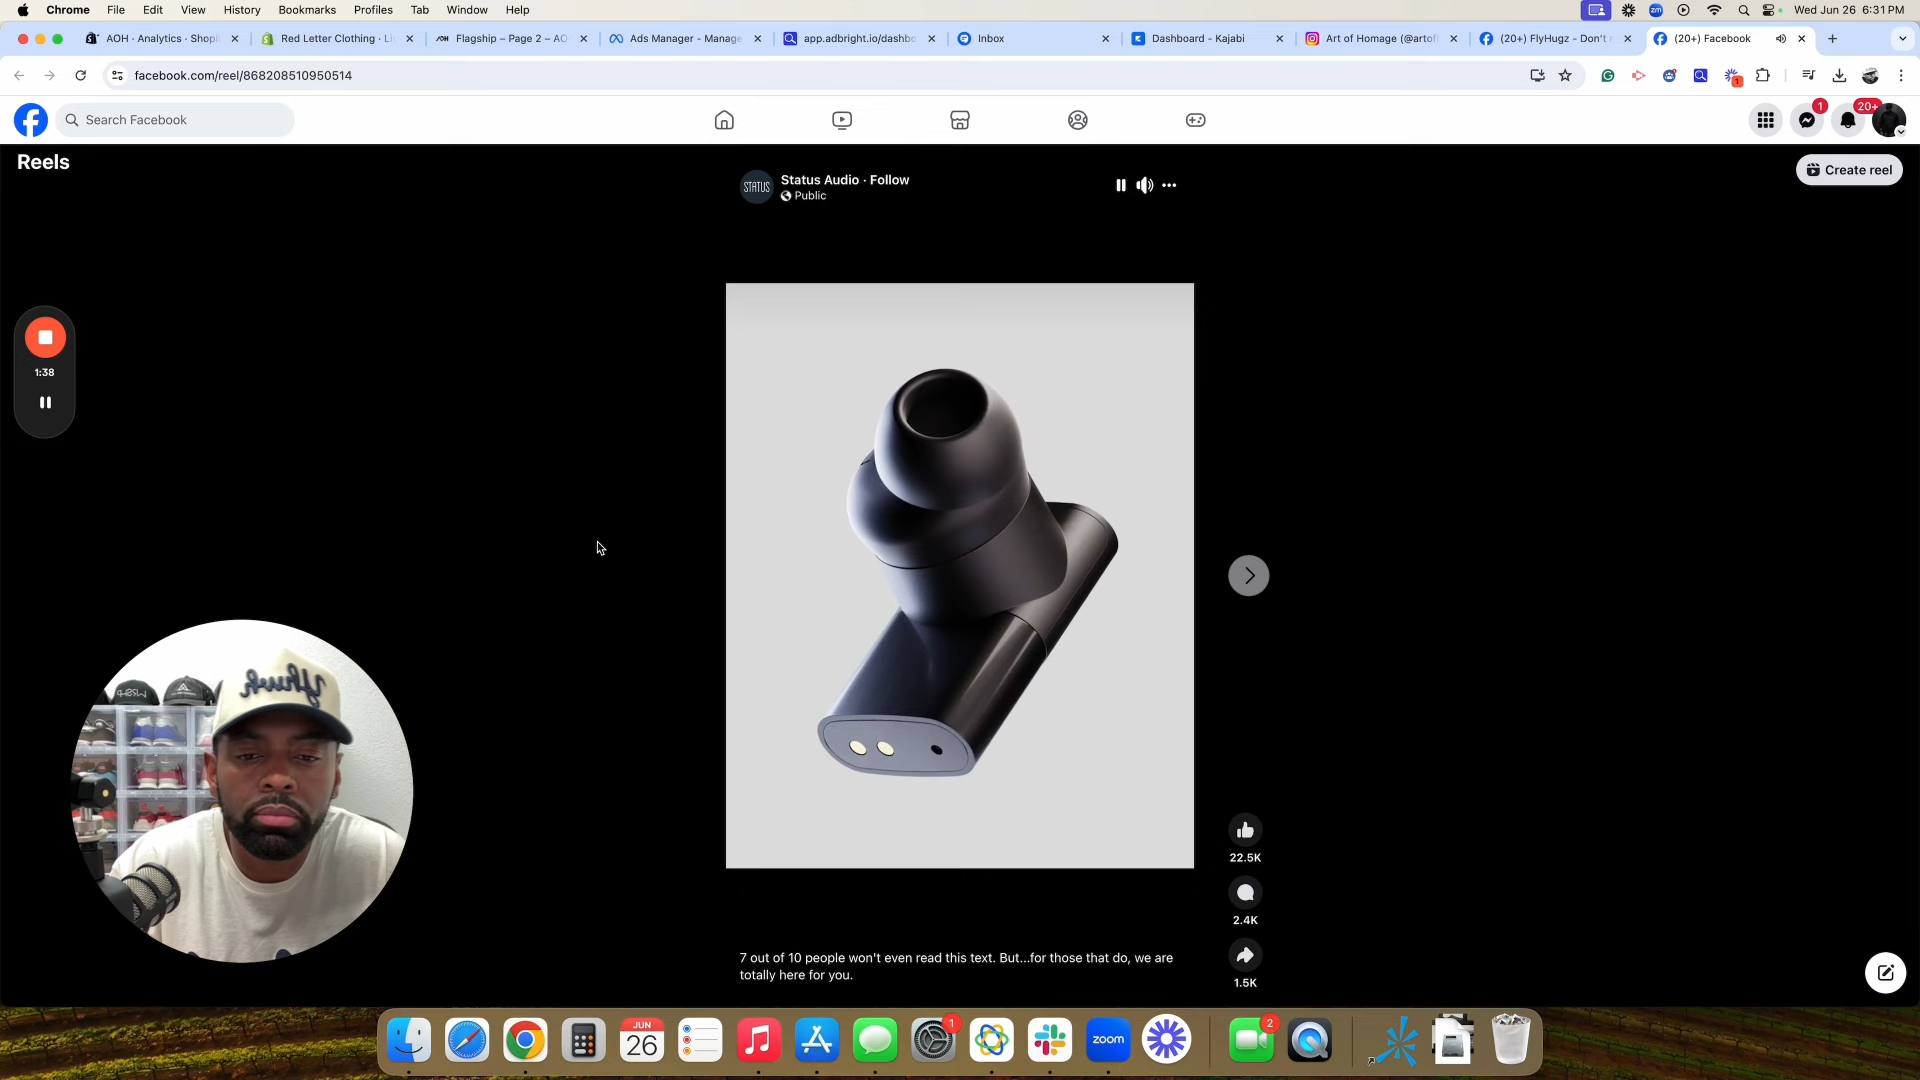 Chrome File Edit View History Bookmarks Profiles Tab Window Help
zm
Wed Jun 26 6:31 PM
AOH · Analytics · Shopi
Red Letter Clothing · Li
Flagship – Page 2 – AO
Ads Manager - Manage
app.adbright.io/dashbo
Inbox
Dashboard - Kajabi
Art of Homage (@artof
(20+) FlyHugz - Don't
(20+) Facebook
facebook.com/reel/868208510950514
1
Search Facebook
1
20+
Reels
Create reel
STATUS
Status Audio · Follow
Public
1:38
22.5K
2.4K
1.5K
7 out of 10 people won't even read this text. But...for those that do, we are
totally here for you.
JUN
26
1
zoom
2